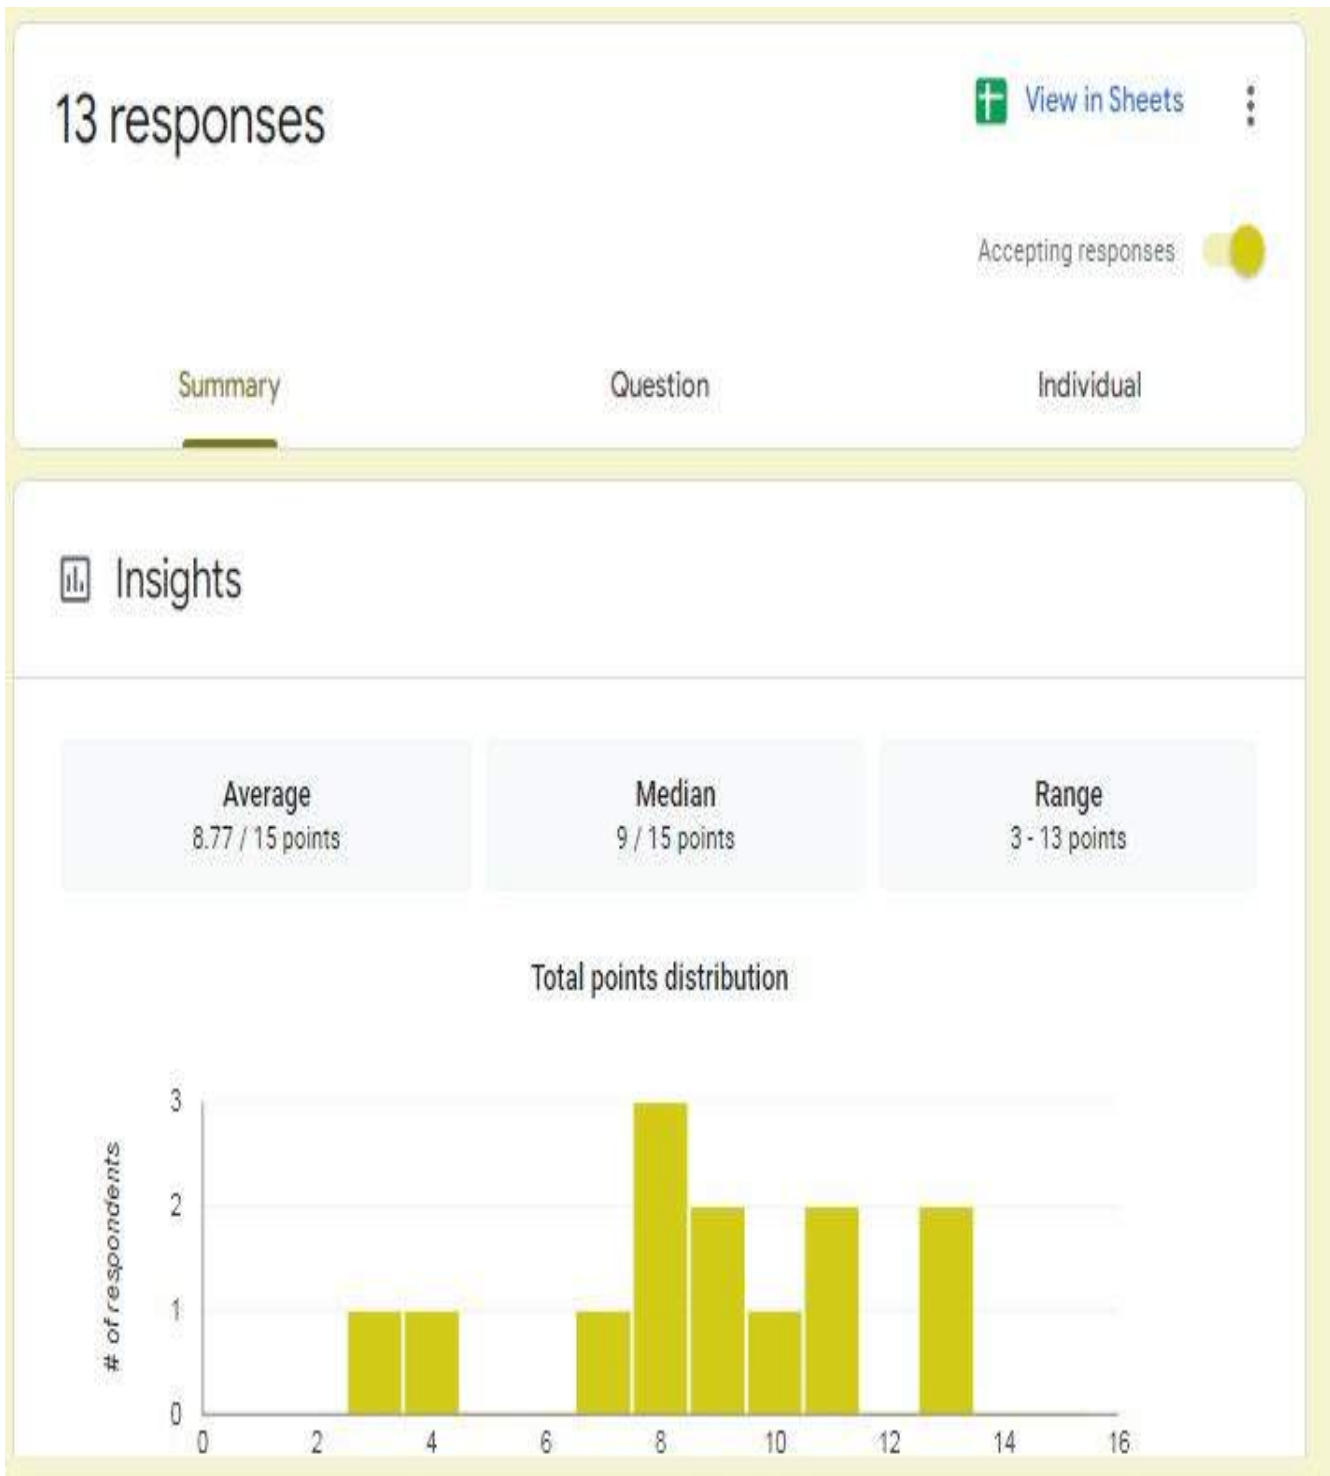 13 responses
View in Sheets
Accepting responses
Summary
Question
Individual
Insights
Average
8.77 / 15 points
Median
9 / 15 points
Range
3 - 13 points
Total points distribution
# of respondents
3
2
1
0
0 2 4 6 8 10 12 14 16